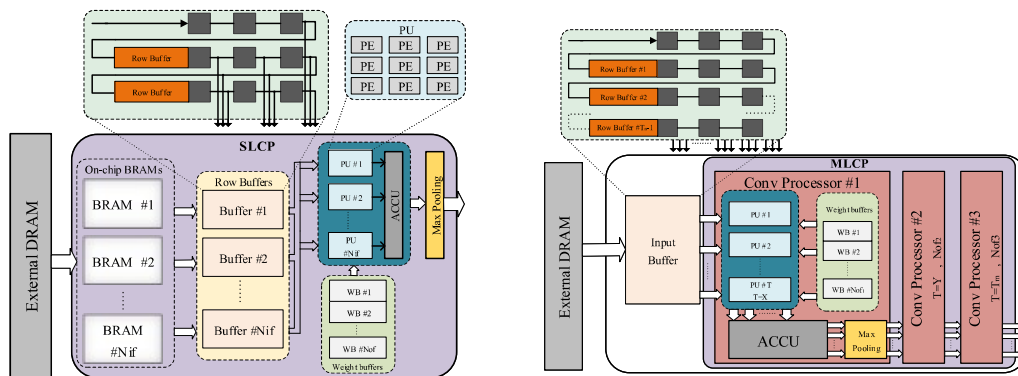 PU
PE PE PE
PE PE PE
PE PE PE
Row Buffer
Row Buffer
SLCP
External DRAM
On-chip BRAMs
BRAM #1
BRAM #2
BRAM
#Nif
Row Buffers
Buffer #1
Buffer #2
Buffer #Nif
PU #1
PU #2
PU
#Nif
ACCU
Max Pooling
WB #1
WB #2
WB #Nof
Weight buffers
Row Buffer #1
Row Buffer #2
MLCP
External DRAM
Input
Buffer
Conv Processor #1
PU #1
PU #2
PU #T
T=X
Weight buffers
WB #1
WB #2
WB #Nof₁
ACCU
Max
Pooling
Conv Processor #2
T=Y , Nof₂
Conv Processor #3
T=Tₘ , Nof3